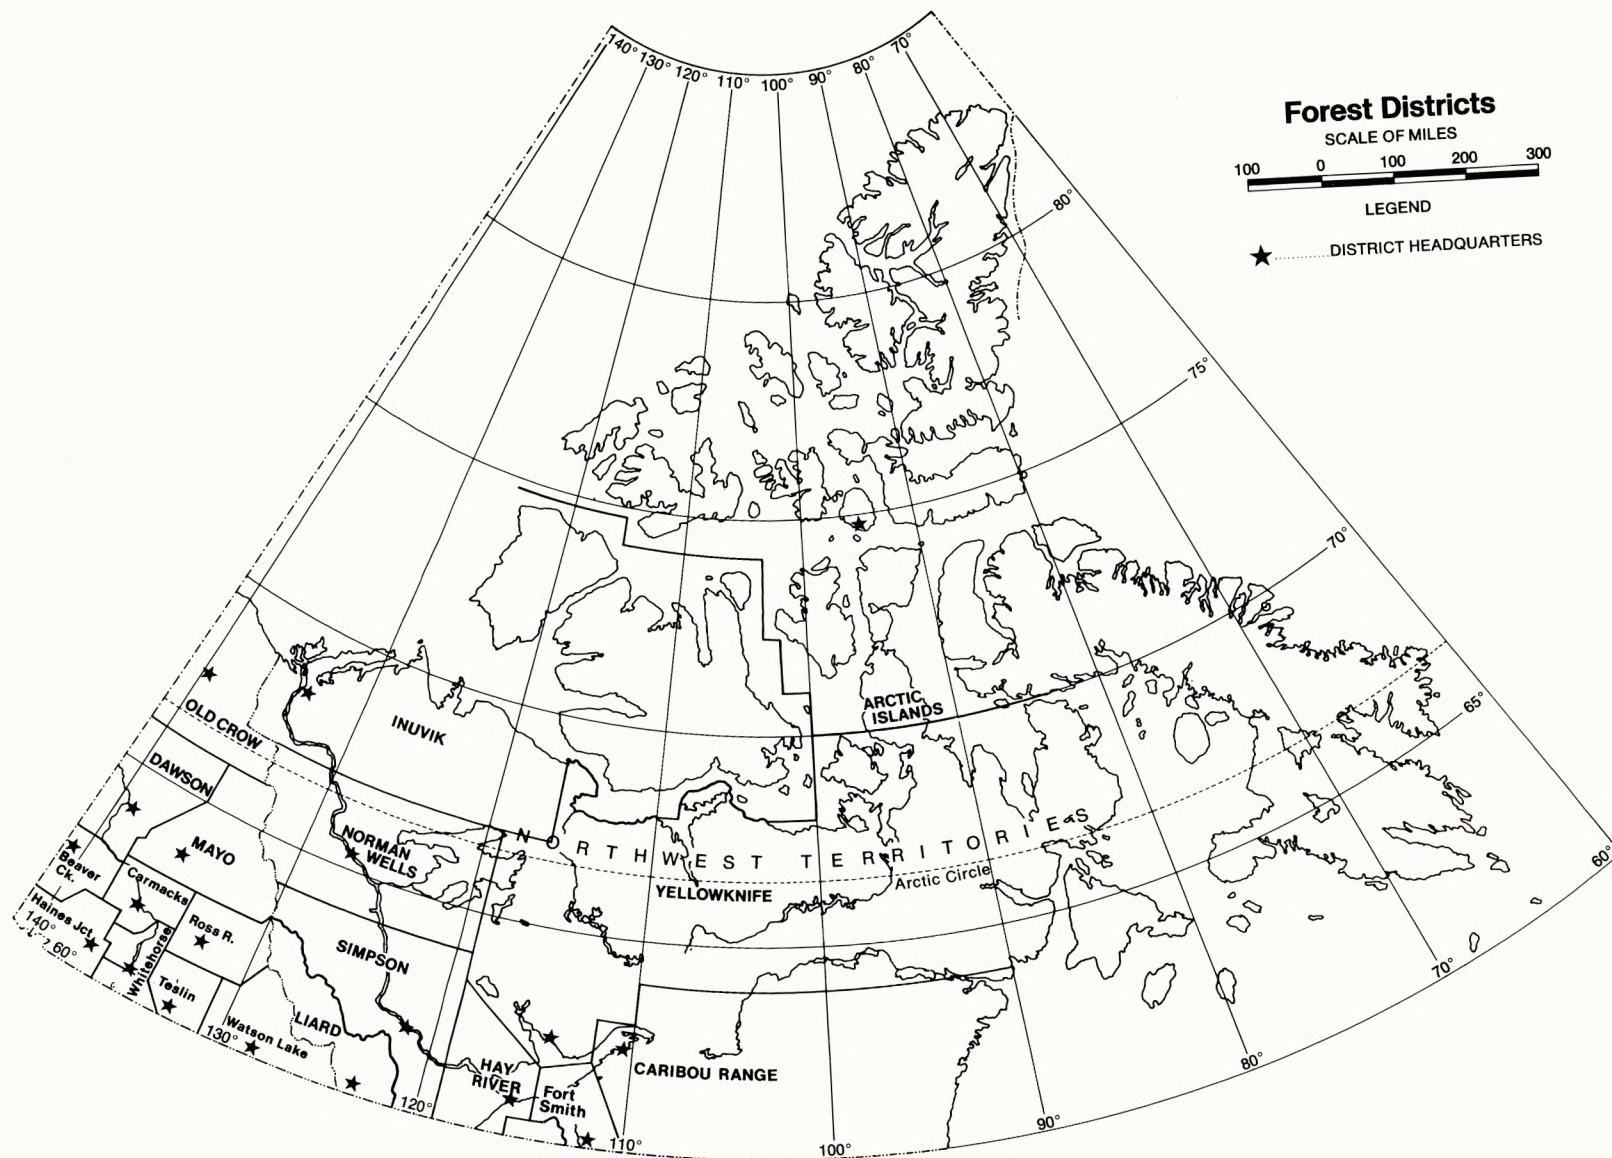 140° 130° 120° 110° 100° 90° 80° 70°
Forest Districts
SCALE OF MILES
100 0 100 200 300
LEGEND
DISTRICT HEADQUARTERS
80°
75°
70°
65°
60°
ARCTIC
ISLANDS
INUVIK
OLD CROW
DAWSON
MAYO
NORMAN
WELLS
NORTHWEST TERRITORIES
Arctic Circle
YELLOWKNIFE
Beaver
Ck.
Carmacks
Haines Jct.
140°
60°
Ross R.
Whitehorse
Teslin
SIMPSON
LIARD
Watson Lake
130°
HAY
RIVER
Fort
Smith
CARIBOU RANGE
120°
110°
100°
90°
80°
70°